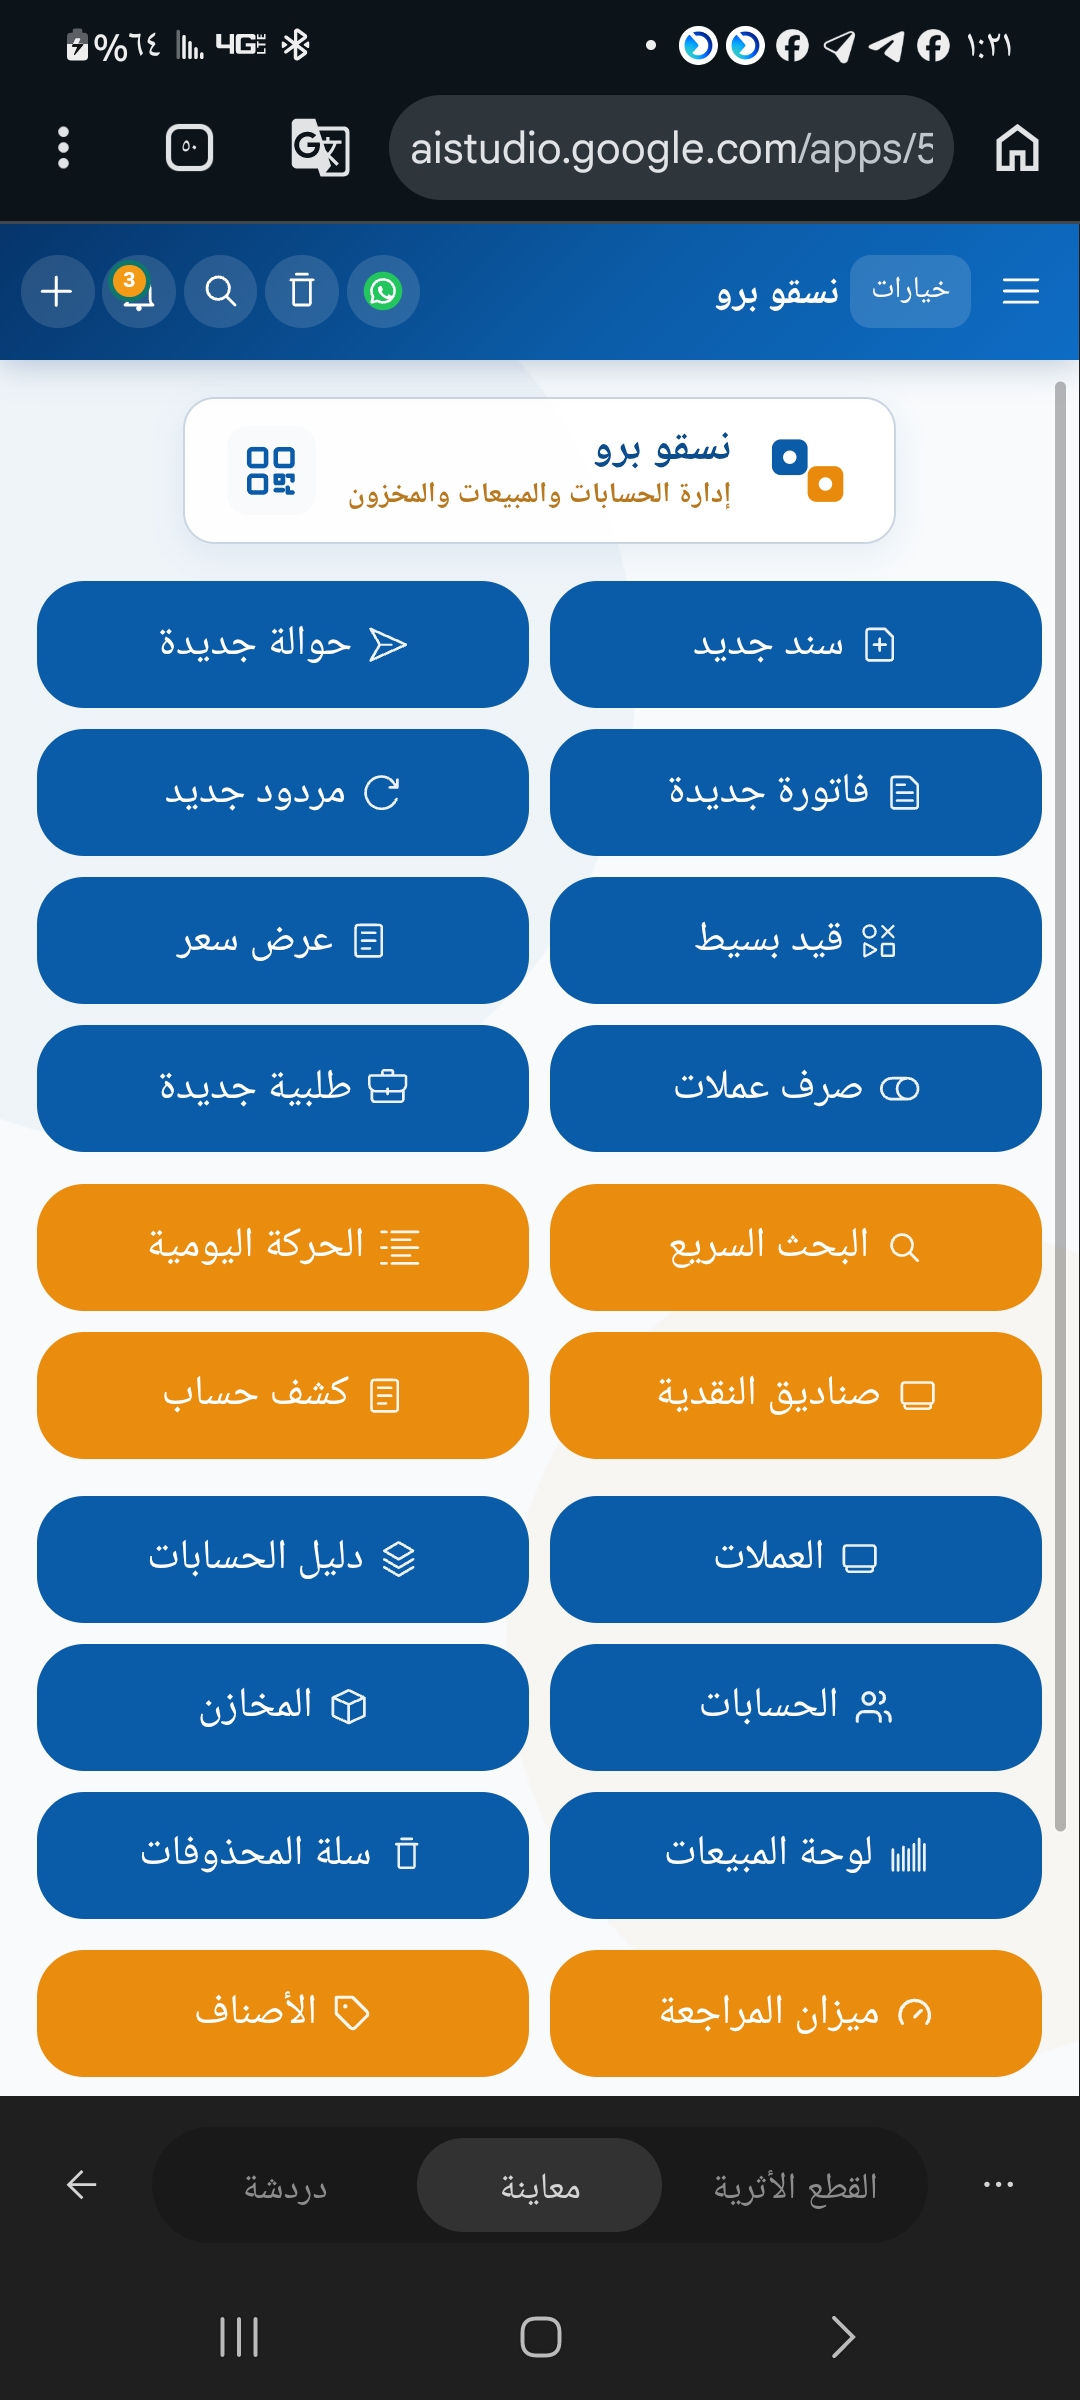 %٦٤ 4G LTE ١:٢١
٥٠ aistudio.google.com/apps/5
خيارات نسقو برو 3
نسقو برو
إدارة الحسابات والمبيعات والمخزون
سند جديد
حوالة جديدة
فاتورة جديدة
مردود جديد
قيد بسيط
عرض سعر
صرف عملات
طلبية جديدة
البحث السريع
الحركة اليومية
صناديق النقدية
كشف حساب
العملات
دليل الحسابات
الحسابات
المخازن
لوحة المبيعات
سلة المحذوفات
ميزان المراجعة
الأصناف
القطع الأثرية
معاينة
دردشة